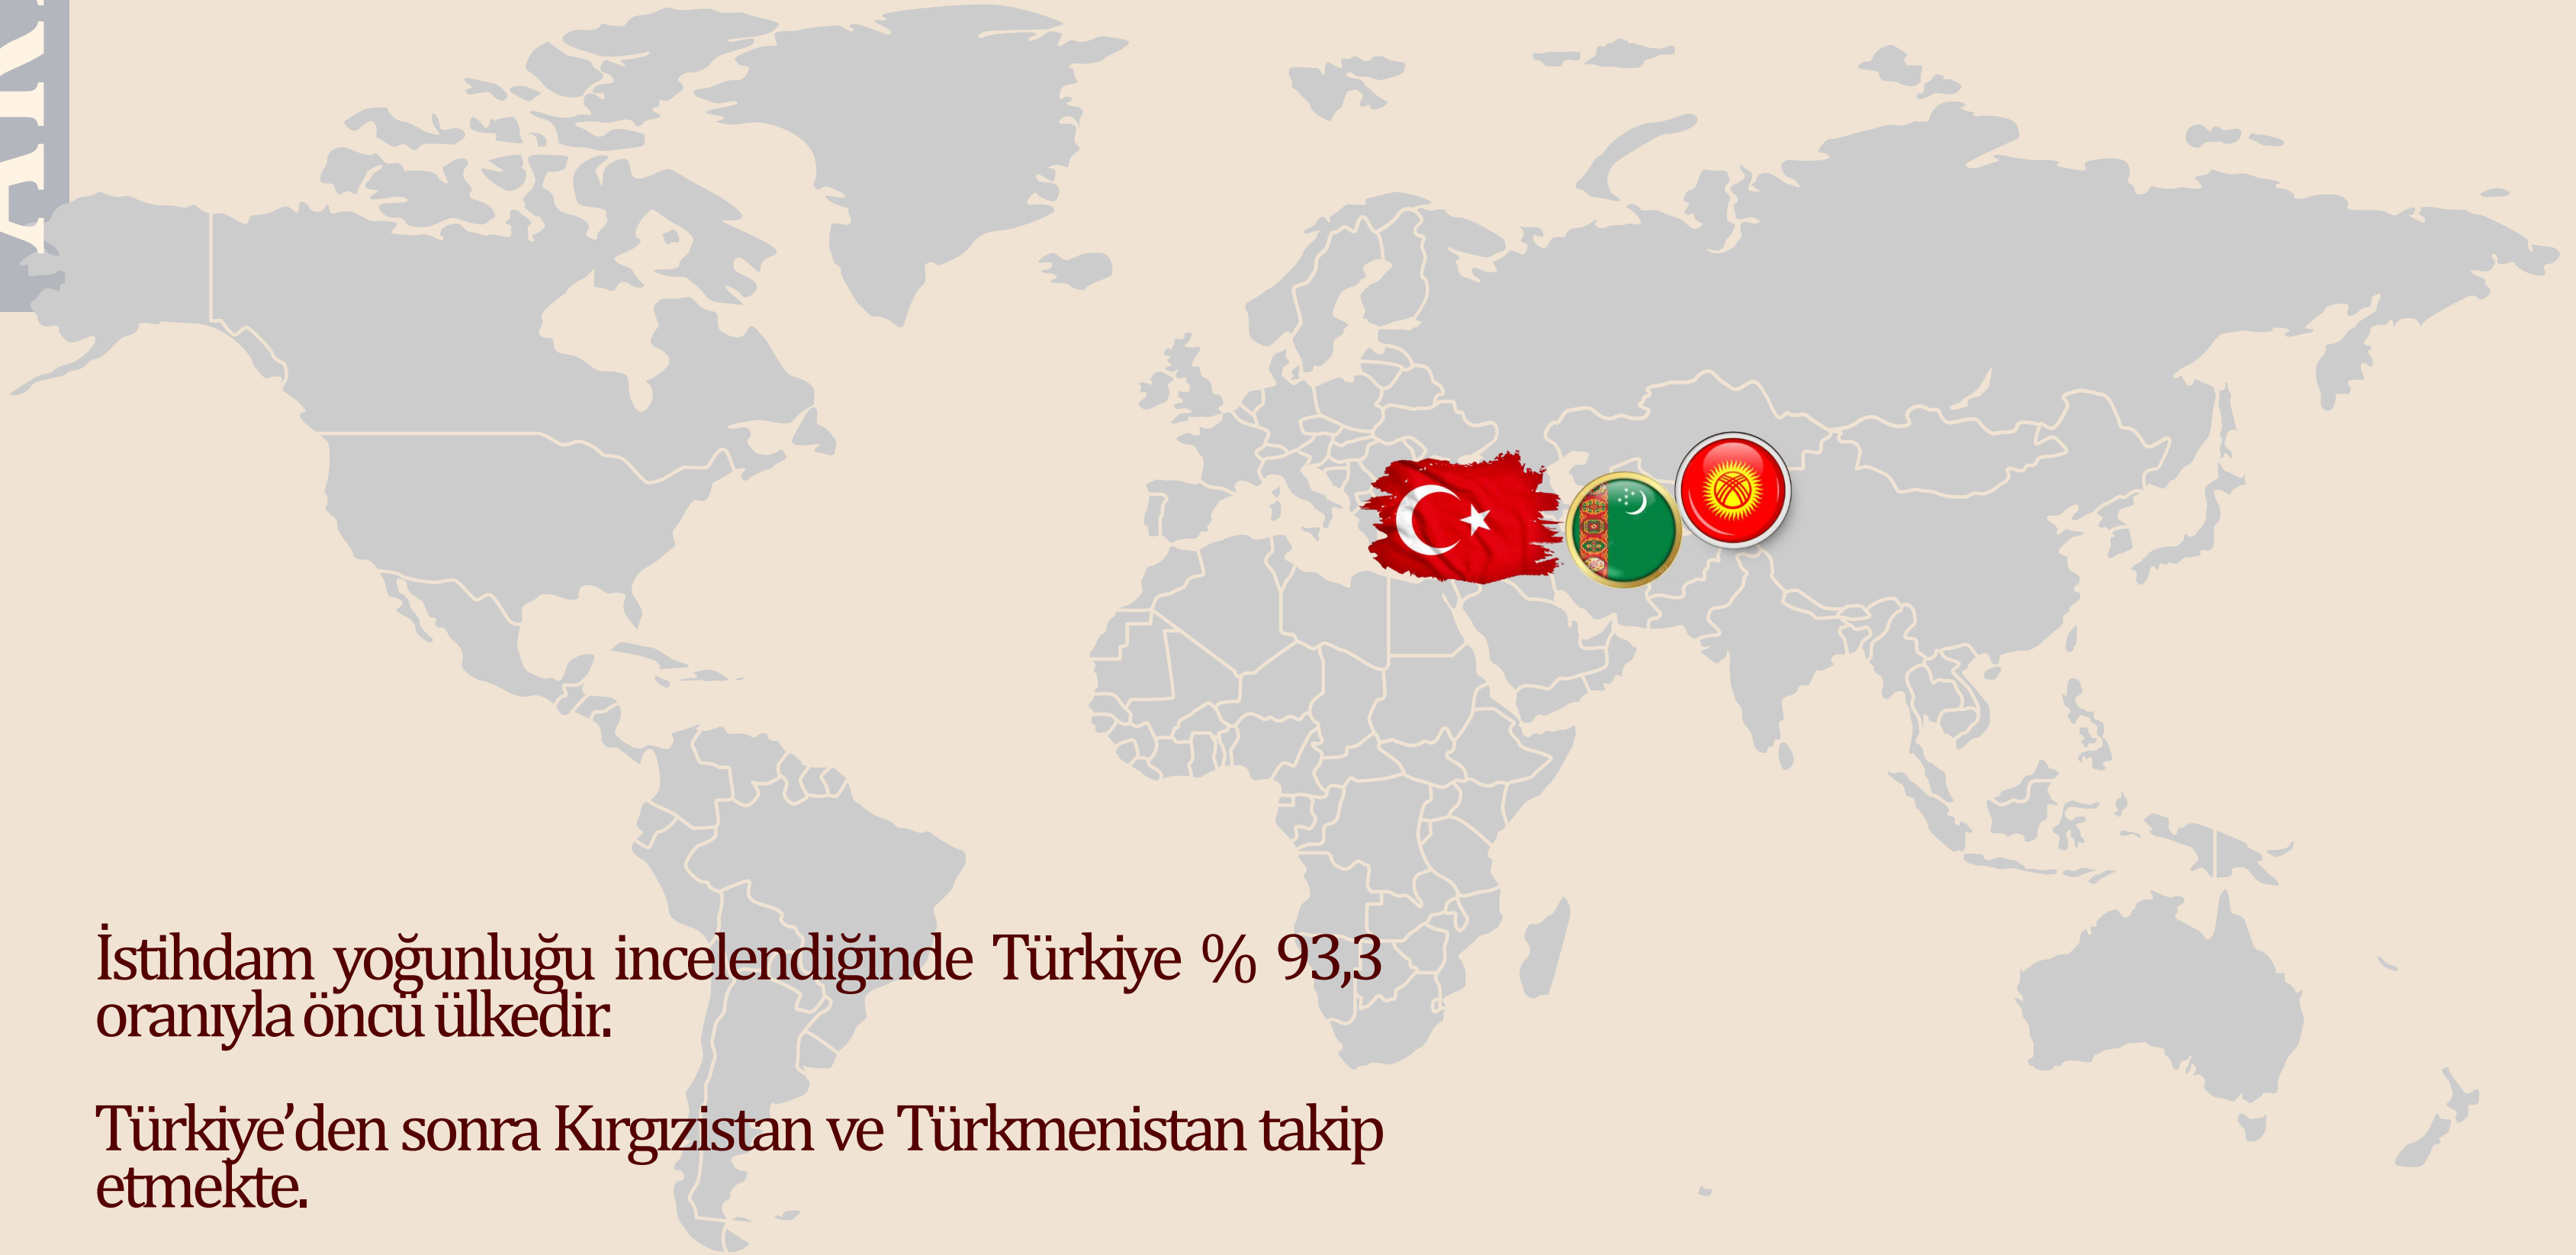 İstihdam yoğunluğu incelendiğinde Türkiye % 93,3
oranıyla öncü ülkedir.
Türkiye’den sonra Kırgızistan ve Türkmenistan takip
etmekte.